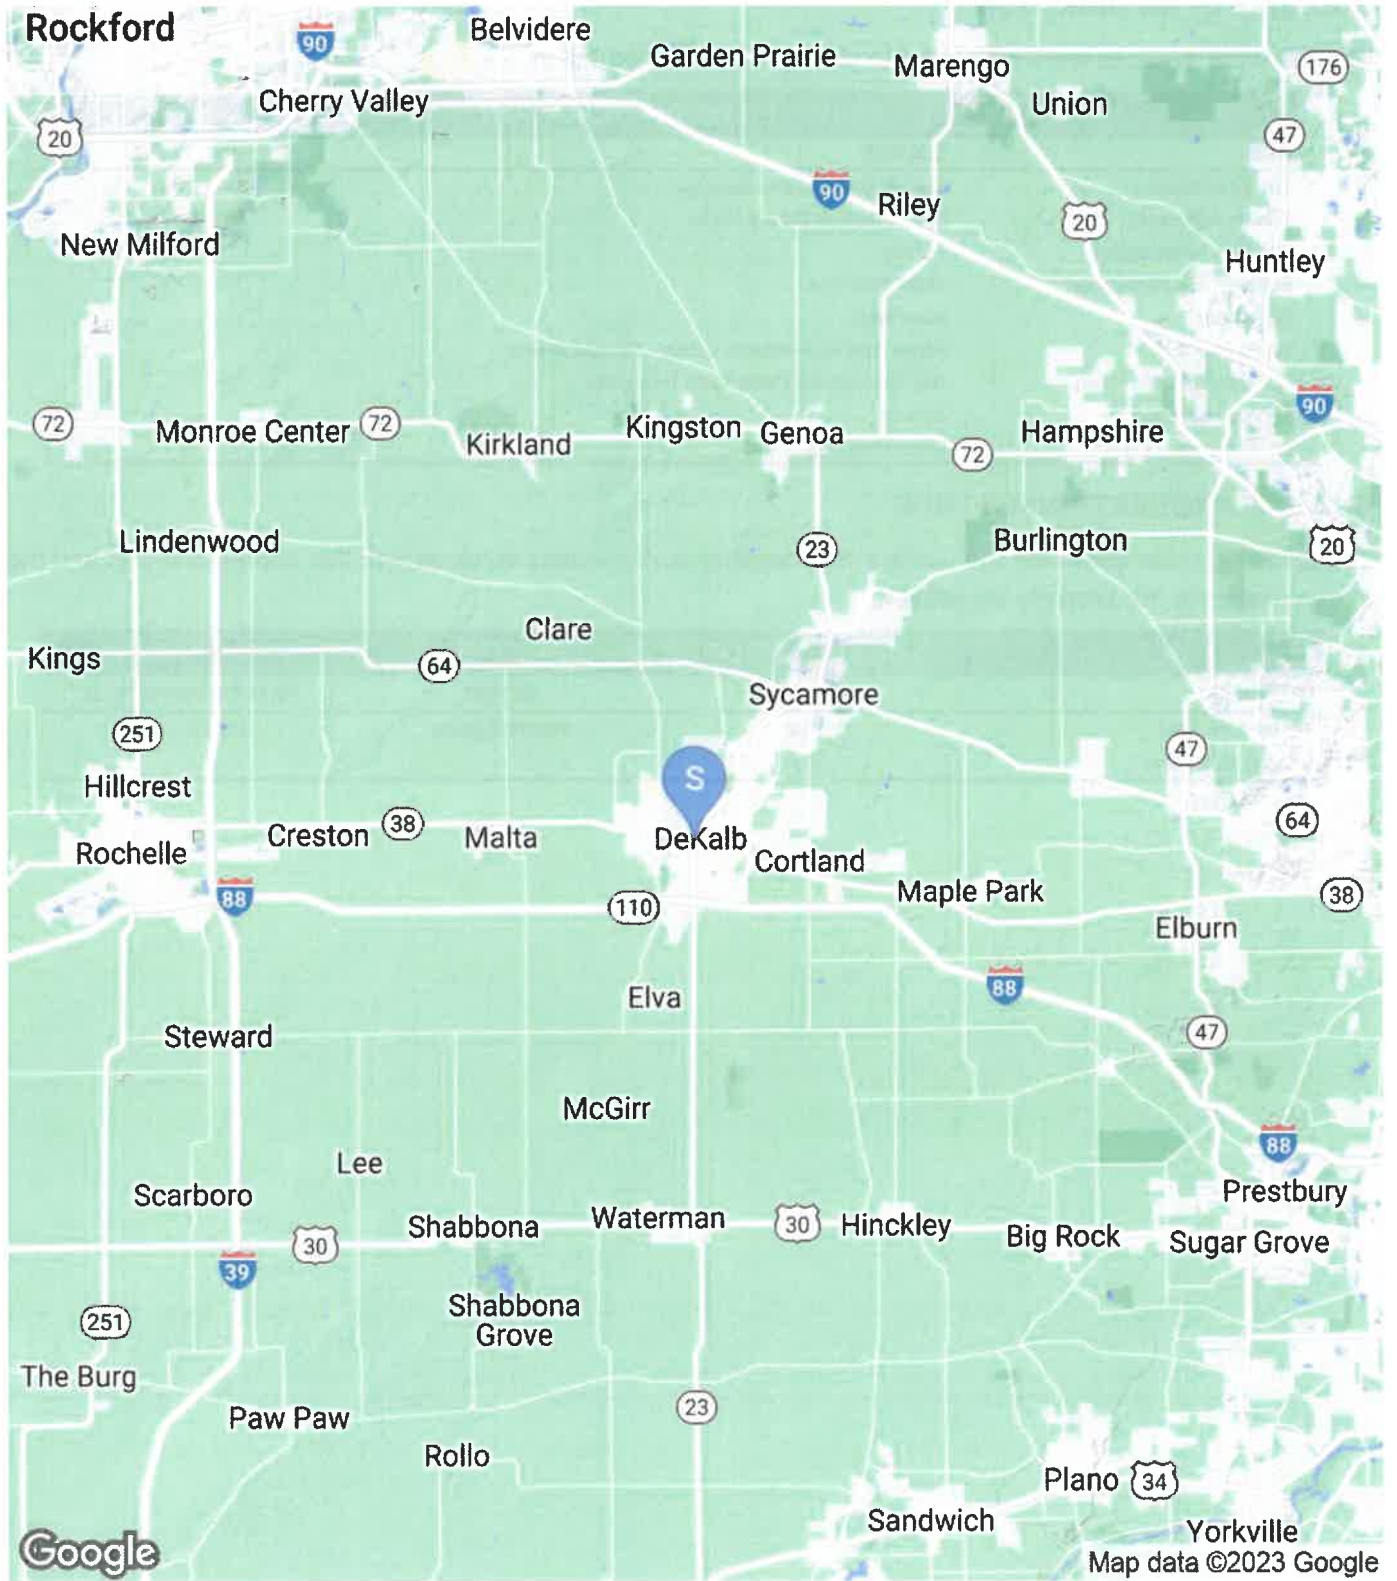 Rockford
90
Belvidere
Garden Prairie
Marengo
176
Cherry Valley
Union
20
47
90
Riley
20
New Milford
Huntley
72
Monroe Center
72
Kirkland
Kingston
Genoa
72
Hampshire
90
Lindenwood
23
Burlington
20
Clare
Kings
64
Sycamore
251
47
Hillcrest
S
Creston
38
Malta
DeKalb
64
Rochelle
Cortland
88
110
Maple Park
38
Elburn
88
Elva
Steward
47
McGirr
88
Lee
Scarboro
Prestbury
Shabbona
Waterman
30
Hinckley
Big Rock
Sugar Grove
30
39
Shabbona
Grove
251
The Burg
Paw Paw
23
Rollo
Plano
34
Sandwich
Yorkville
Google
Map data ©2023 Google